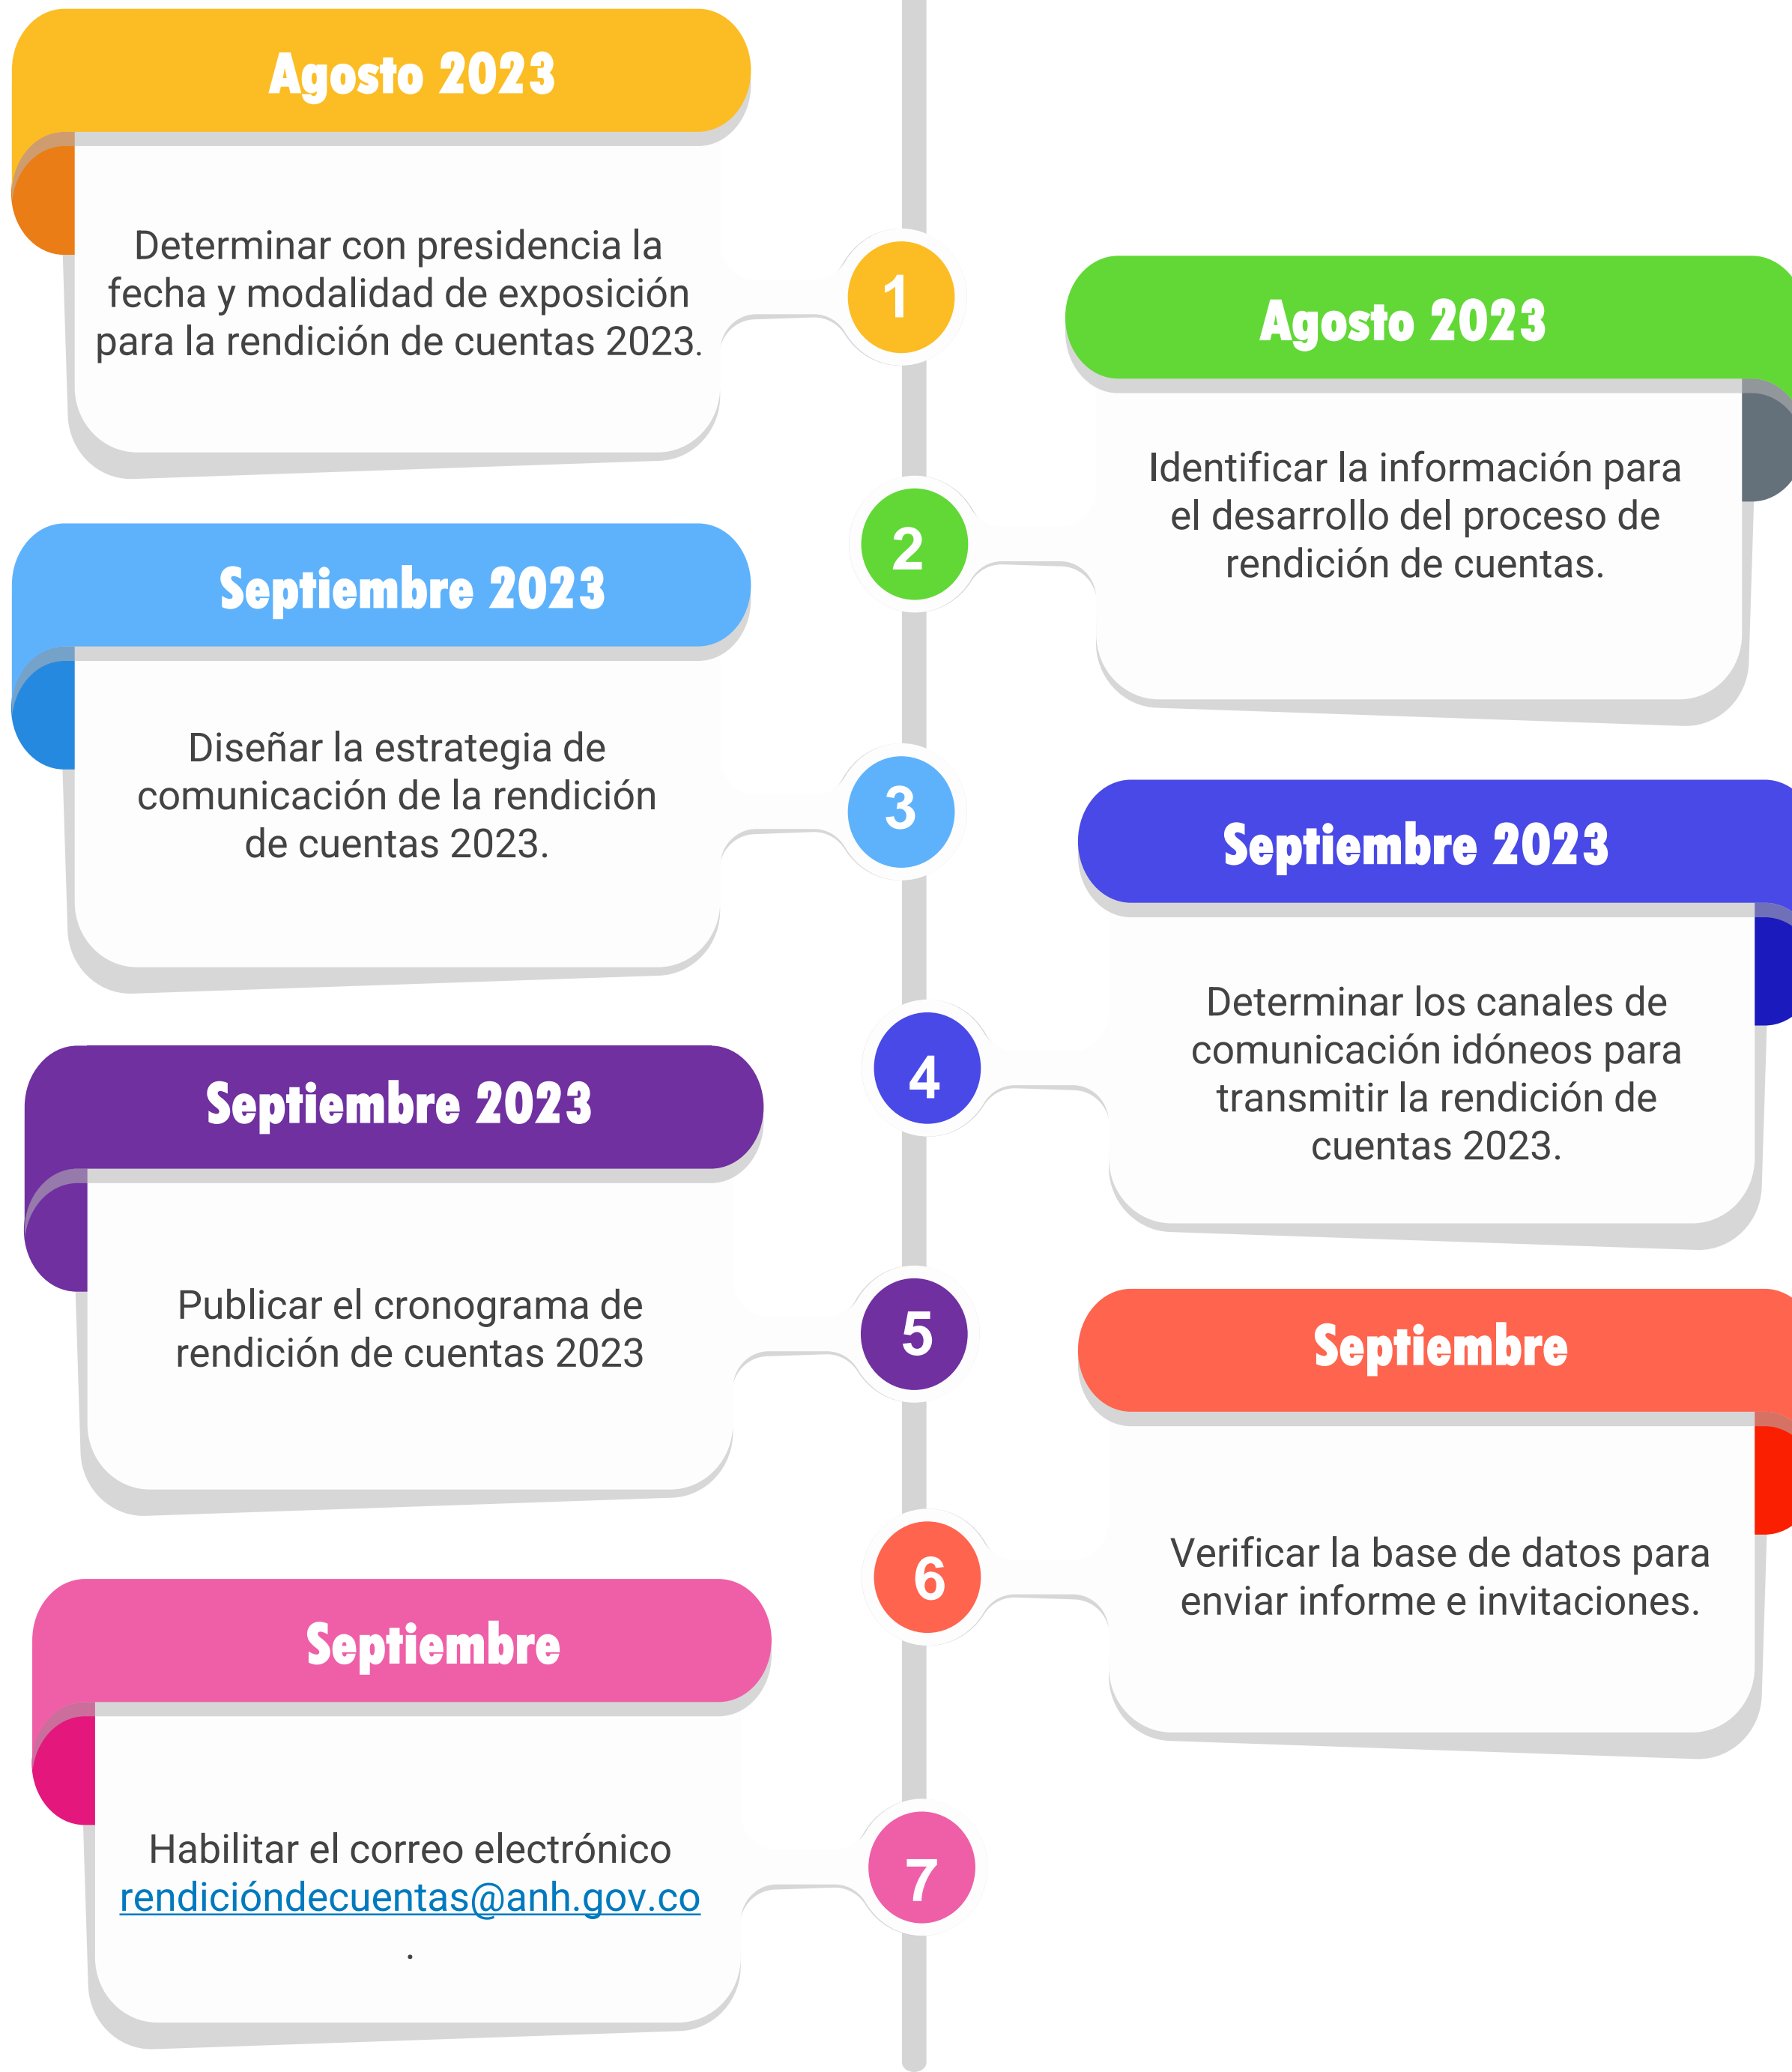 Agosto 2023
Determinar con presidencia la
fecha y modalidad de exposición
para la rendición de cuentas 2023.
1
Agosto 2023
Identificar la información para
el desarrollo del proceso de
rendición de cuentas.
2
Septiembre 2023
Diseñar la estrategia de
comunicación de la rendición
de cuentas 2023.
3
Septiembre 2023
Determinar los canales de
comunicación idóneos para
transmitir la rendición de
cuentas 2023.
4
Septiembre 2023
Publicar el cronograma de
rendición de cuentas 2023
5
Septiembre
Verificar la base de datos para
enviar informe e invitaciones.
6
Septiembre
Habilitar el correo electrónico
rendicióndecuentas@anh.gov.co
.
7